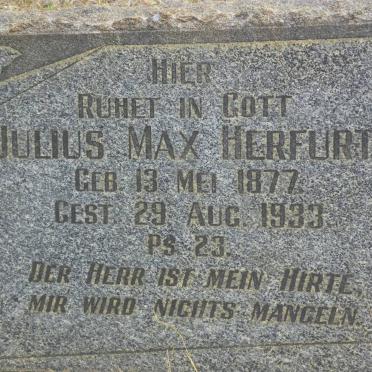 HIER
RUHET IN GOTT
JULIUS MAX HERFURT
GEB. 13 MEI 1877.
GEST. 29. AUG. 1933.
PS. 23.
DER HERR IST MEIN HIRTE,
MIR WIRD NICHTS MANGELN.